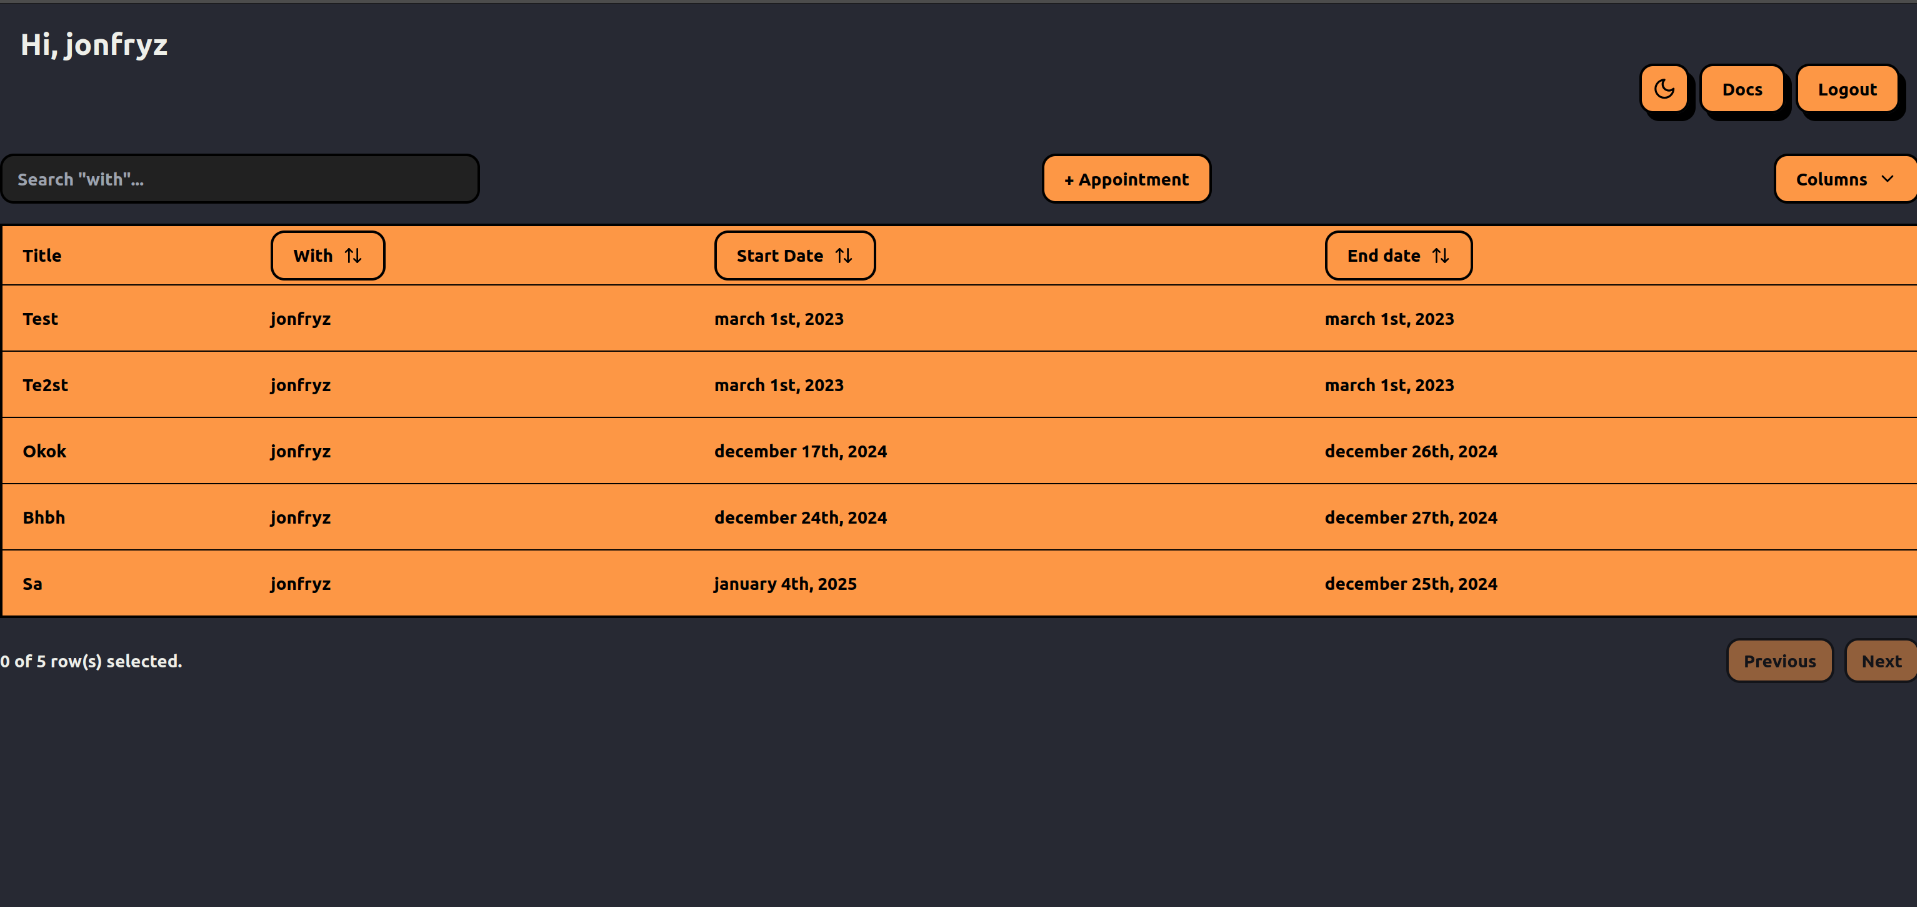 Hi, jonfryz
Docs Logout
Search "with"... + Appointment Columns
Title With Start Date End date
Test jonfryz march 1st, 2023 march 1st, 2023
Te2st jonfryz march 1st, 2023 march 1st, 2023
Okok jonfryz december 17th, 2024 december 26th, 2024
Bhbh jonfryz december 24th, 2024 december 27th, 2024
Sa jonfryz january 4th, 2025 december 25th, 2024
0 of 5 row(s) selected. Previous Next